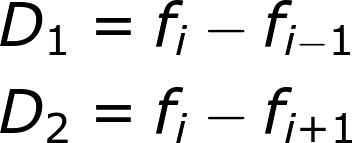 D₁ = fᵢ − fᵢ₋₁
D₂ = fᵢ − fᵢ₊₁